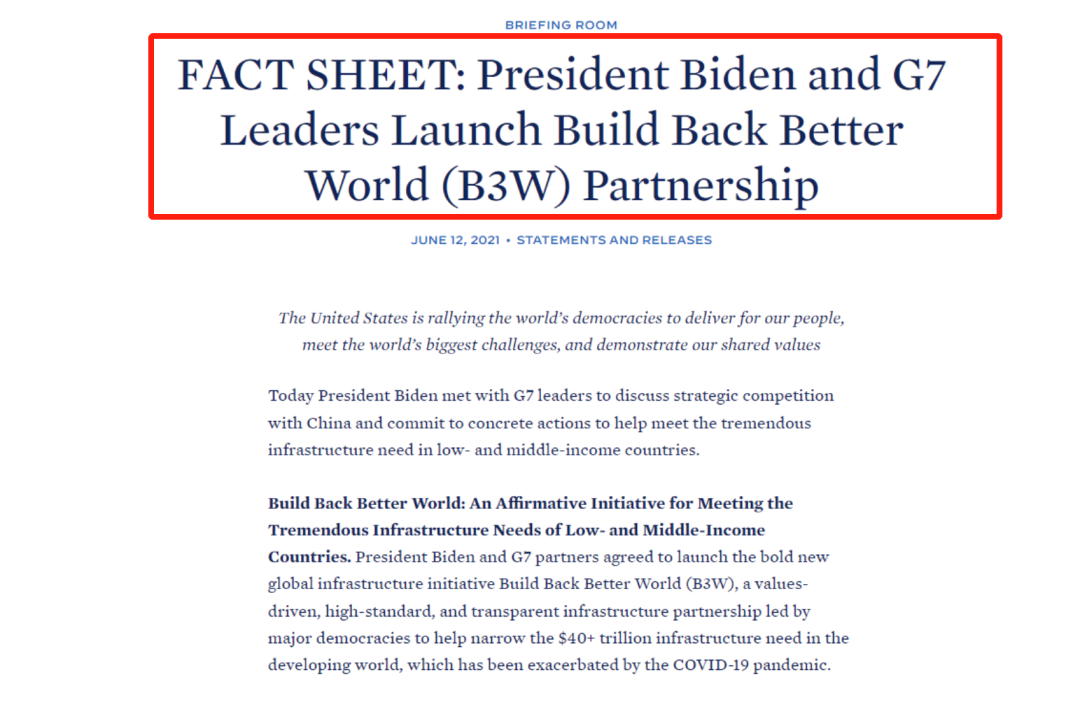 BRIEFING ROOM
FACT SHEET: President Biden and G7
Leaders Launch Build Back Better
World (B3W) Partnership
JUNE 12, 2021 • STATEMENTS AND RELEASES
The United States is rallying the world’s democracies to deliver for our people,
meet the world’s biggest challenges, and demonstrate our shared values
Today President Biden met with G7 leaders to discuss strategic competition
with China and commit to concrete actions to help meet the tremendous
infrastructure need in low- and middle-income countries.
Build Back Better World: An Affirmative Initiative for Meeting the
Tremendous Infrastructure Needs of Low- and Middle-Income
Countries. President Biden and G7 partners agreed to launch the bold new
global infrastructure initiative Build Back Better World (B3W), a values-
driven, high-standard, and transparent infrastructure partnership led by
major democracies to help narrow the $40+ trillion infrastructure need in the
developing world, which has been exacerbated by the COVID-19 pandemic.